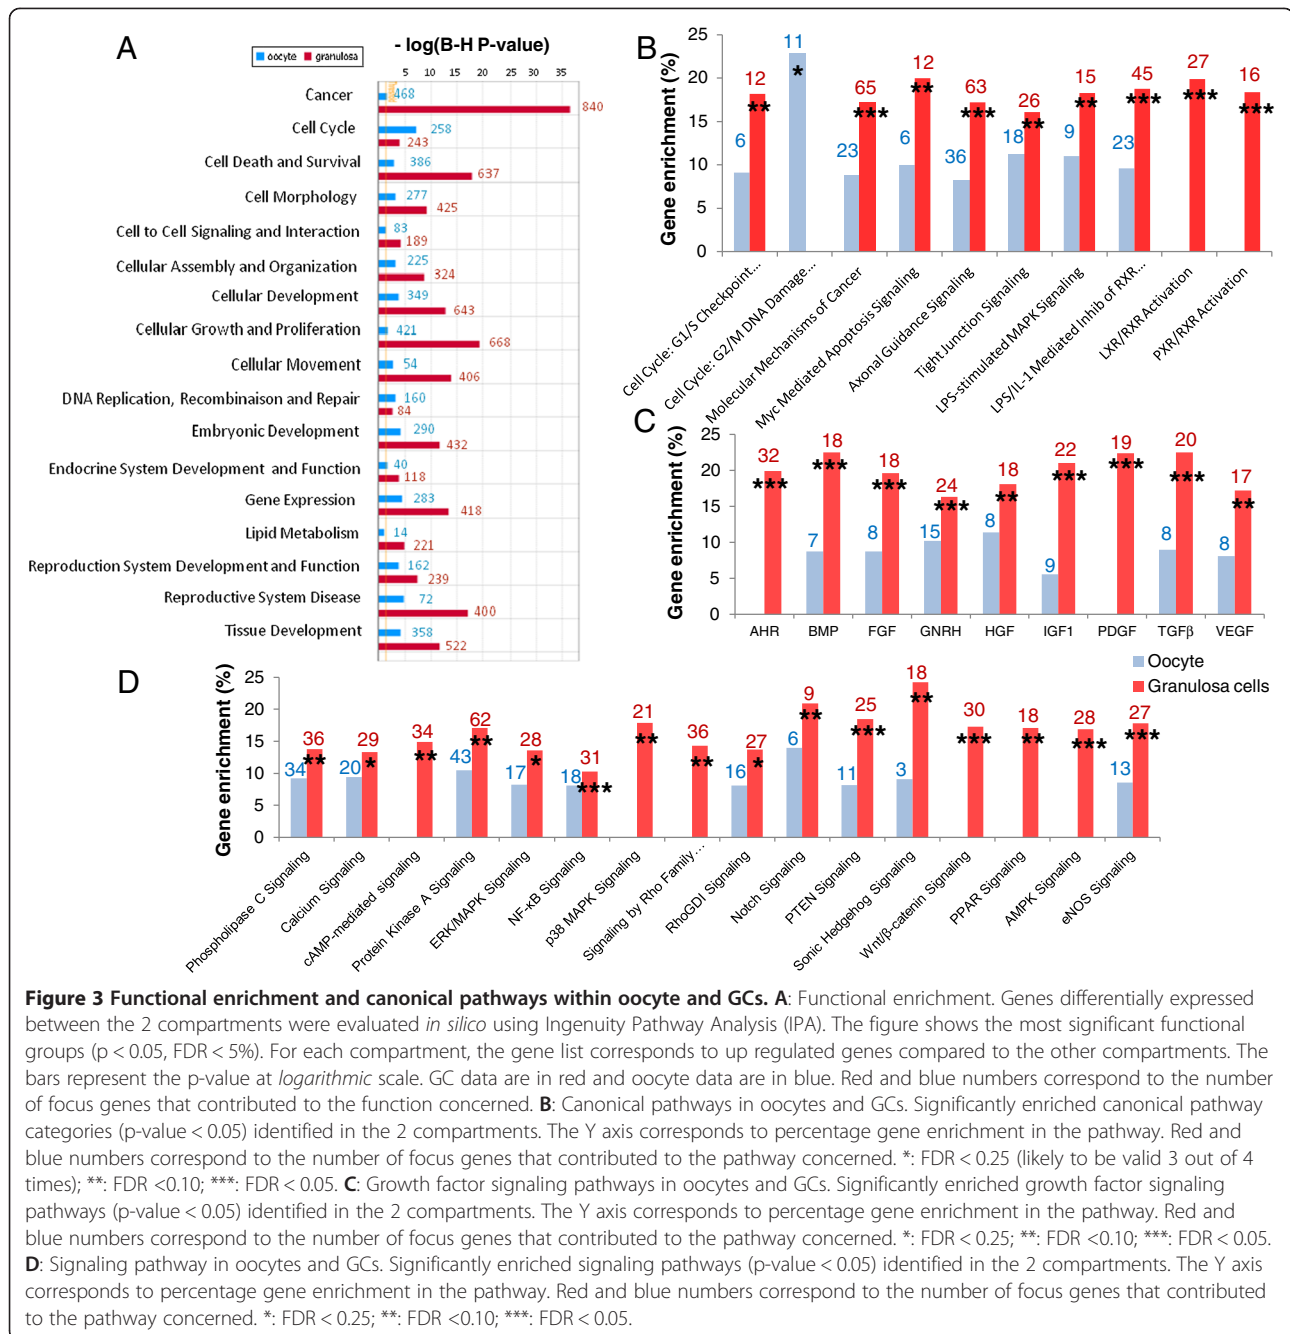 A
- log(B-H P-value)
oocyte granulosa
5 10 15 20 25 30 35
Cancer 468 840
Cell Cycle 258 243
Cell Death and Survival 386 637
Cell Morphology 277 425
Cell to Cell Signaling and Interaction 83 189
Cellular Assembly and Organization 225 324
Cellular Development 349 643
Cellular Growth and Proliferation 421 668
Cellular Movement 54 406
DNA Replication, Recombinaison and Repair 160 84
Embryonic Development 290 432
Endocrine System Development and Function 40 118
Gene Expression 283 418
Lipid Metabolism 14 221
Reproduction System Development and Function 162 239
Reproductive System Disease 72 400
Tissue Development 358 522
B
Gene enrichment (%)
25
20
15
10
5
0
6 12 **
11 *
23 65 ***
6 12 **
36 63 ***
18 26 **
9 15 **
23 45 ***
27 ***
16 ***
Cell Cycle: G1/S Checkpoint...
Cell Cycle: G2/M DNA Damage...
Molecular Mechanisms of Cancer
Myc Mediated Apoptosis Signaling
Axonal Guidance Signaling
Tight Junction Signaling
LPS-stimulated MAPK Signaling
LPS/IL-1 Mediated Inhib of RXR...
LXR/RXR Activation
PXR/RXR Activation
C
Gene enrichment (%)
25
20
15
10
5
0
32 ***
7 18 ***
8 18 ***
15 24 ***
8 18 **
9 22 ***
19 ***
8 20 ***
8 17 **
AHR BMP FGF GNRH HGF IGF1 PDGF TGFβ VEGF
Oocyte
Granulosa cells
D
Gene enrichment (%)
25
20
15
10
5
0
34 36 **
20 29 *
34 **
43 62 **
17 28 *
18 31 ***
21 **
36 **
16 27 *
6 9 **
11 25 ***
3 18 **
30 ***
18 **
28 ***
13 27 ***
Phospholipase C Signaling
Calcium Signaling
cAMP-mediated signaling
Protein Kinase A Signaling
ERK/MAPK Signaling
NF-κB Signaling
p38 MAPK Signaling
Signaling by Rho Family...
RhoGDI Signaling
Notch Signaling
PTEN Signaling
Sonic Hedgehog Signaling
Wnt/β-catenin Signaling
PPAR Signaling
AMPK Signaling
eNOS Signaling
Figure 3 Functional enrichment and canonical pathways within oocyte and GCs. A: Functional enrichment. Genes differentially expressed
between the 2 compartments were evaluated in silico using Ingenuity Pathway Analysis (IPA). The figure shows the most significant functional
groups (p < 0.05, FDR < 5%). For each compartment, the gene list corresponds to up regulated genes compared to the other compartments. The
bars represent the p-value at logarithmic scale. GC data are in red and oocyte data are in blue. Red and blue numbers correspond to the number
of focus genes that contributed to the function concerned. B: Canonical pathways in oocytes and GCs. Significantly enriched canonical pathway
categories (p-value < 0.05) identified in the 2 compartments. The Y axis corresponds to percentage gene enrichment in the pathway. Red and
blue numbers correspond to the number of focus genes that contributed to the pathway concerned. *: FDR < 0.25 (likely to be valid 3 out of 4
times); **: FDR <0.10; ***: FDR < 0.05. C: Growth factor signaling pathways in oocytes and GCs. Significantly enriched growth factor signaling
pathways (p-value < 0.05) identified in the 2 compartments. The Y axis corresponds to percentage gene enrichment in the pathway. Red and
blue numbers correspond to the number of focus genes that contributed to the pathway concerned. *: FDR < 0.25; **: FDR <0.10; ***: FDR < 0.05.
D: Signaling pathway in oocytes and GCs. Significantly enriched signaling pathways (p-value < 0.05) identified in the 2 compartments. The Y axis
corresponds to percentage gene enrichment in the pathway. Red and blue numbers correspond to the number of focus genes that contributed
to the pathway concerned. *: FDR < 0.25; **: FDR <0.10; ***: FDR < 0.05.